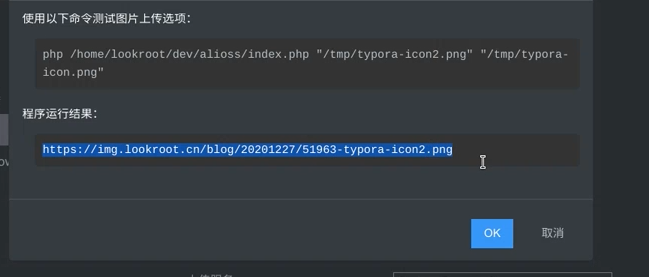 使用以下命令测试图片上传选项：
php /home/lookroot/dev/alioss/index.php "/tmp/typora-icon2.png" "/tmp/typora-
icon.png"
程序运行结果：
https://img.lookroot.cn/blog/20201227/51963-typora-icon2.png
OK 取消